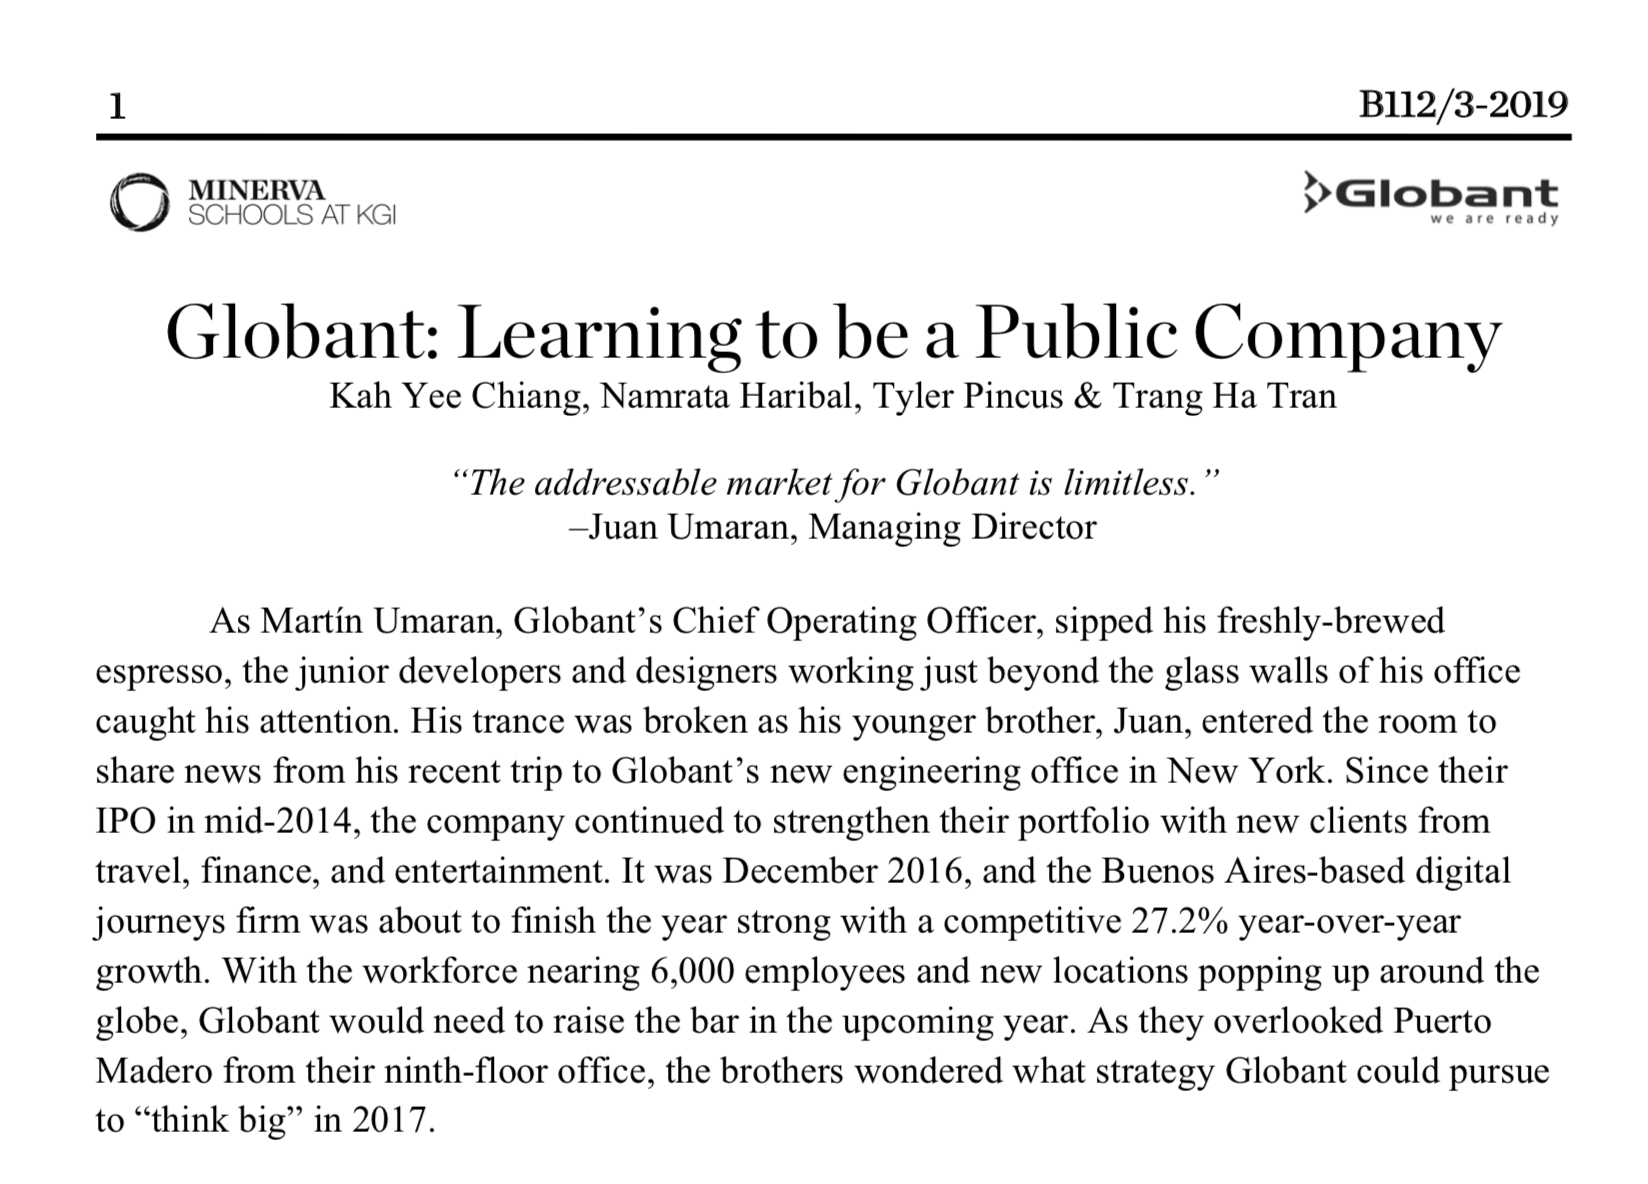 1 B112/3-2019
MINERVA
SCHOOLS AT KGI
Globant
we are ready
Globant: Learning to be a Public Company
Kah Yee Chiang, Namrata Haribal, Tyler Pincus & Trang Ha Tran
“The addressable market for Globant is limitless.”
–Juan Umaran, Managing Director
As Martín Umaran, Globant’s Chief Operating Officer, sipped his freshly-brewed
espresso, the junior developers and designers working just beyond the glass walls of his office
caught his attention. His trance was broken as his younger brother, Juan, entered the room to
share news from his recent trip to Globant’s new engineering office in New York. Since their
IPO in mid-2014, the company continued to strengthen their portfolio with new clients from
travel, finance, and entertainment. It was December 2016, and the Buenos Aires-based digital
journeys firm was about to finish the year strong with a competitive 27.2% year-over-year
growth. With the workforce nearing 6,000 employees and new locations popping up around the
globe, Globant would need to raise the bar in the upcoming year. As they overlooked Puerto
Madero from their ninth-floor office, the brothers wondered what strategy Globant could pursue
to “think big” in 2017.